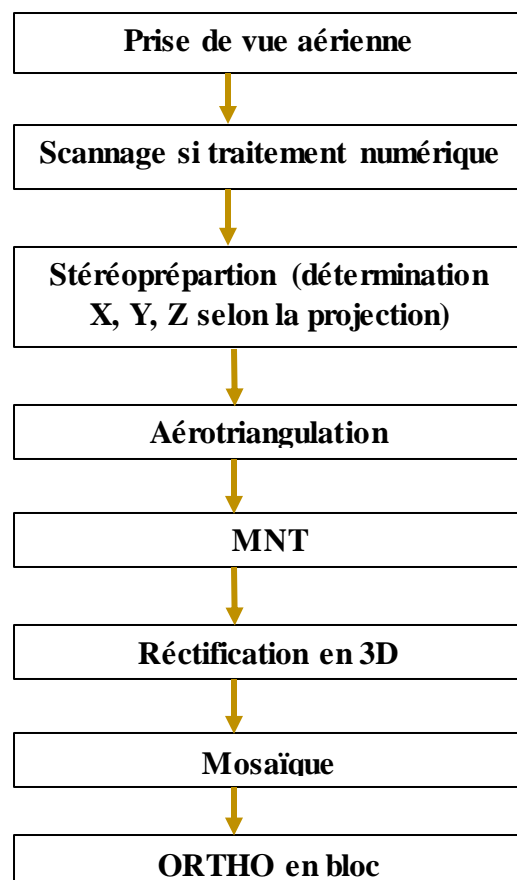 Prise de vue aérienne
Scannage si traitement numérique
Stéréoprépartion (détermination
X, Y, Z selon la projection)
Aérotriangulation
MNT
Réctification en 3D
Mosaïque
ORTHO en bloc